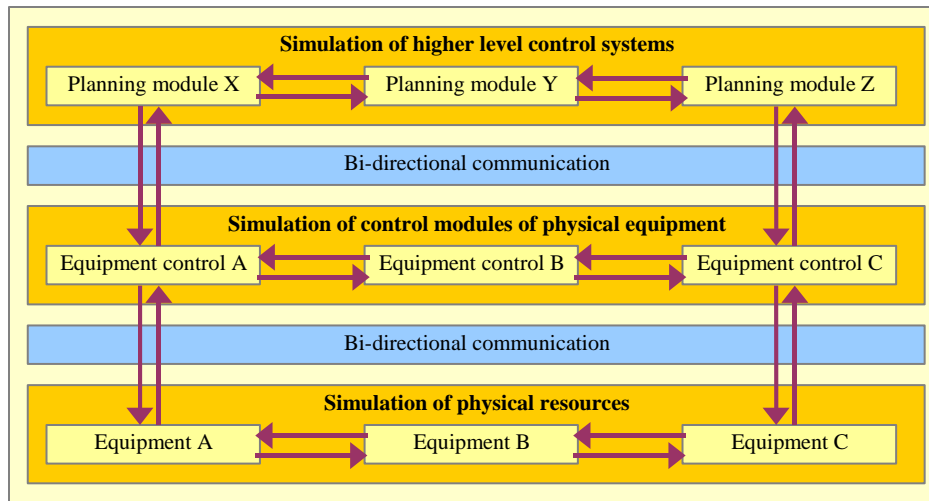 Simulation of higher level control systems
Planning module X
Planning module Y
Planning module Z
Bi-directional communication
Simulation of control modules of physical equipment
Equipment control A
Equipment control B
Equipment control C
Bi-directional communication
Simulation of physical resources
Equipment A
Equipment B
Equipment C